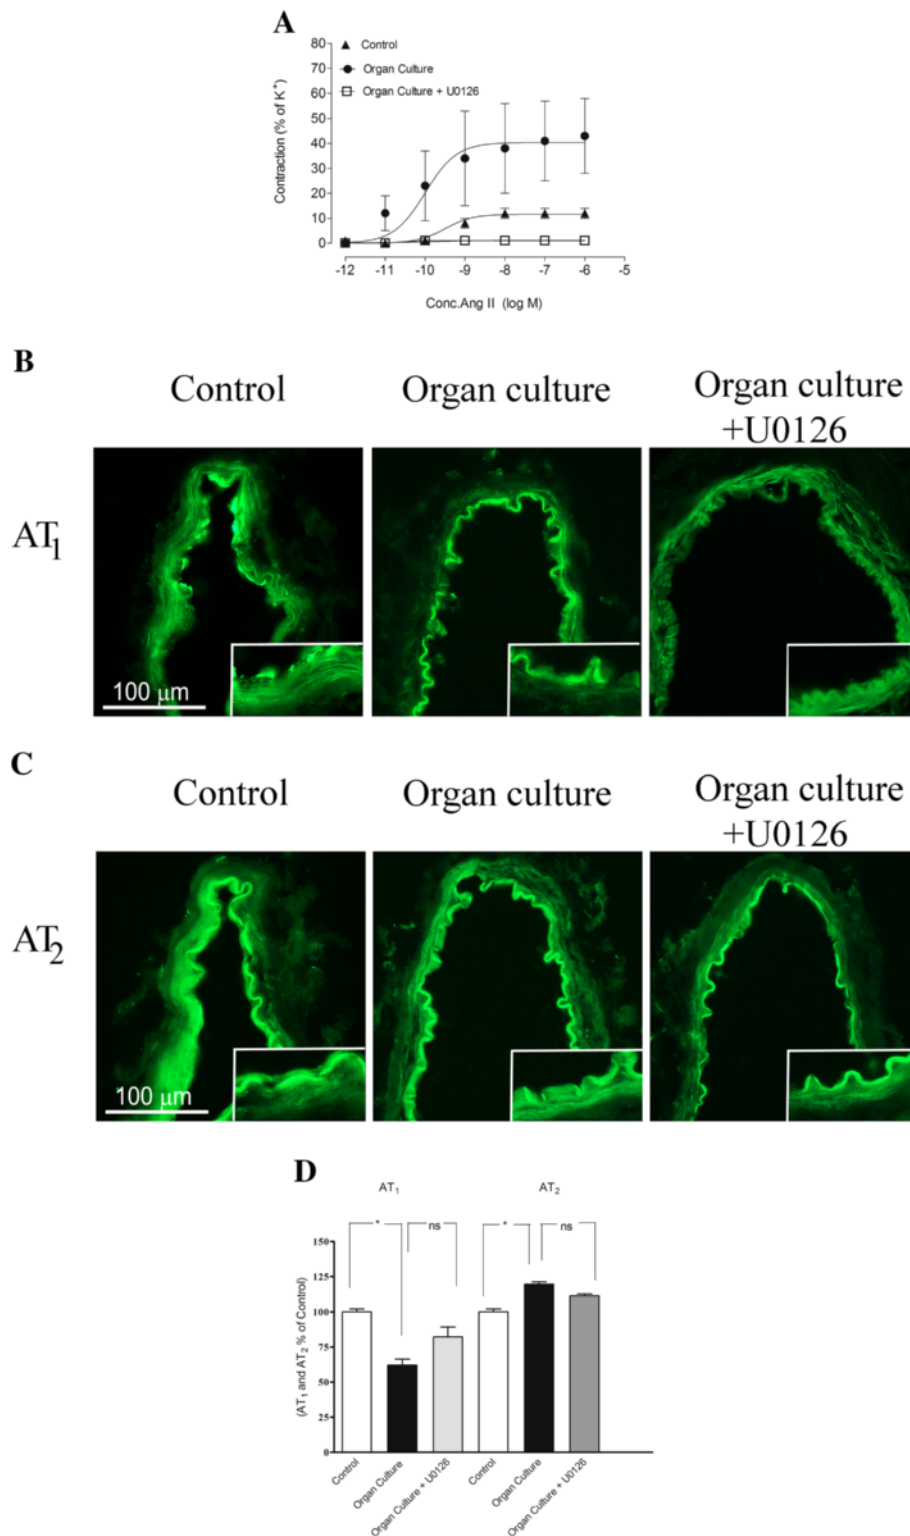 A
80
70
60
50
40
30
20
10
0
Contraction (% of K⁺)
Control
Organ Culture
Organ Culture + U0126
-12 -11 -10 -9 -8 -7 -6 -5
Conc.Ang II (log M)
B
Control
Organ culture
Organ culture
+U0126
AT₁
100 µm
C
Control
Organ culture
Organ culture
+U0126
AT₂
100 µm
D
AT₁ AT₂
* ns * ns
150
125
100
75
50
25
0
(AT₁ and AT₂ % of Control)
Control
Organ Culture
Organ Culture + U0126
Control
Organ Culture
Organ Culture + U0126